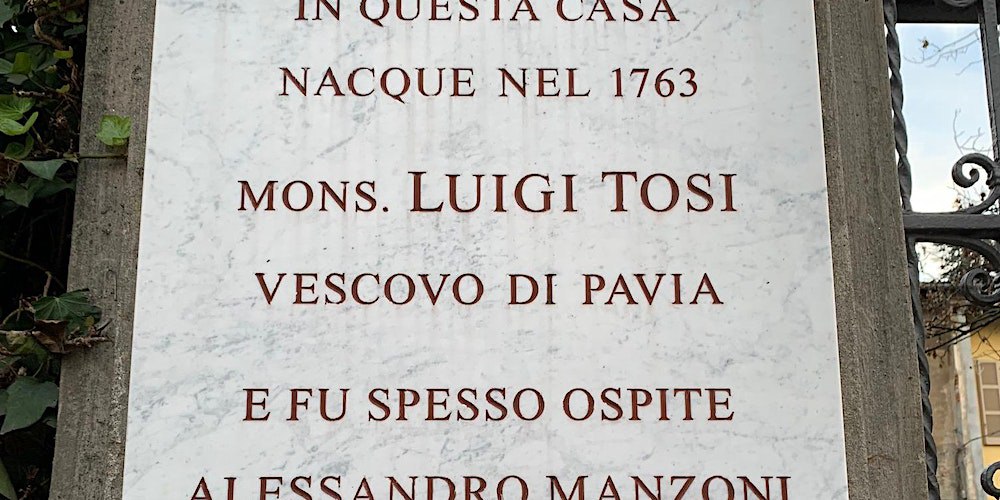 IN QUESTA CASA
NACQUE NEL 1763
MONS. LUIGI TOSI
VESCOVO DI PAVIA
E FU SPESSO OSPITE
ALESSANDRO MANZONI